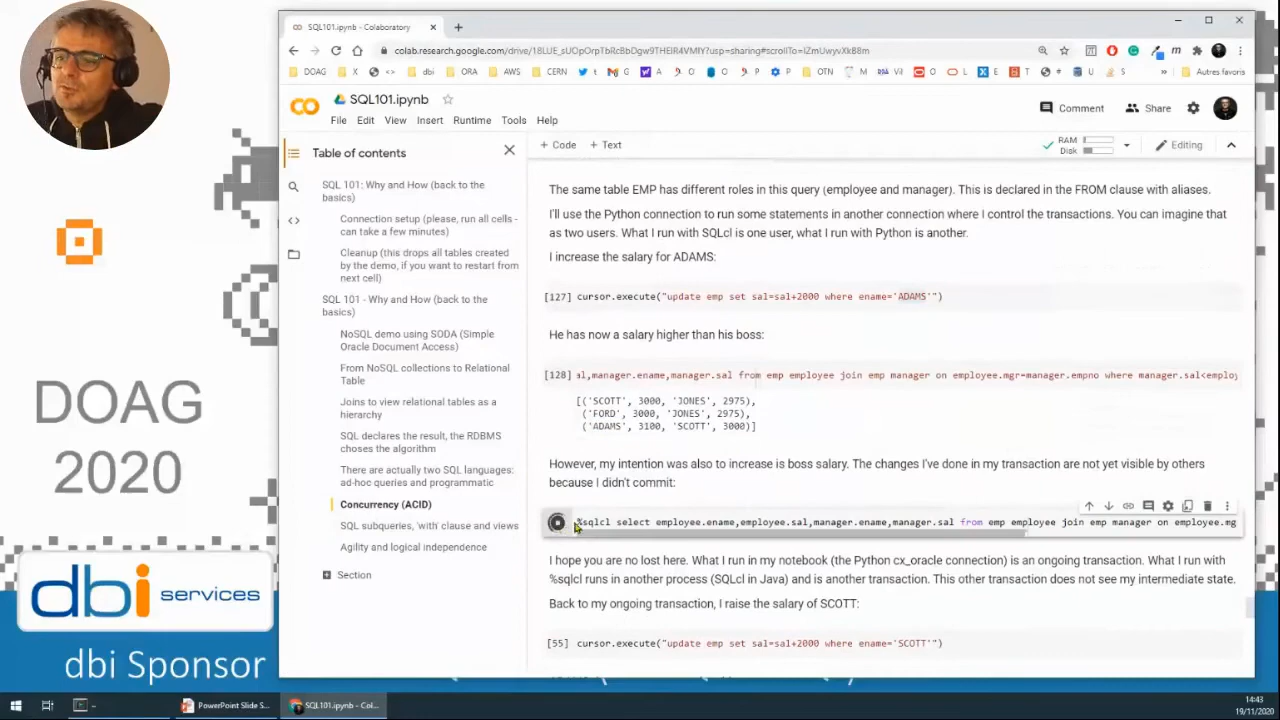 SQL101.ipynb - Colaboratory
colab.research.google.com/drive/18LUE_sUOpOrpTbRcBbDgw9THEIR4VMIY?usp=sharing#scrollTo=iZmUwyvXk88m
DOAG
X
<>
dbi
ORA
AWS
CERN
t
G
A
O
O
P
P
OTN
M
Vil
O
L
E
T
#
U
S
»
Autres favoris
SQL101.ipynb
File Edit View Insert Runtime Tools Help
Comment
Share
Table of contents
+ Code + Text
RAM
Disk
Editing
SQL 101: Why and How (back to the
basics)
Connection setup (please, run all cells -
can take a few minutes)
Cleanup (this drops all tables created
by the demo, if you want to restart from
next cell)
SQL 101 - Why and How (back to the
basics)
NoSQL demo using SODA (Simple
Oracle Document Access)
From NoSQL collections to Relational
Table
Joins to view relational tables as a
hierarchy
SQL declares the result, the RDBMS
choses the algorithm
There are actually two SQL languages:
ad-hoc queries and programmatic
Concurrency (ACID)
SQL subqueries, 'with' clause and views
Agility and logical independence
Section
The same table EMP has different roles in this query (employee and manager). This is declared in the FROM clause with aliases.
I'll use the Python connection to run some statements in another connection where I control the transactions. You can imagine that
as two users. What I run with SQLcl is one user, what I run with Python is another.
I increase the salary for ADAMS:
[127] cursor.execute("update emp set sal=sal+2000 where ename='ADAMS'")
He has now a salary higher than his boss:
[128] al,manager.ename,manager.sal from emp employee join emp manager on employee.mgr=manager.empno where manager.sal<employ
[('SCOTT', 3000, 'JONES', 2975),
('FORD', 3000, 'JONES', 2975),
('ADAMS', 3100, 'SCOTT', 3000)]
However, my intention was also to increase is boss salary. The changes I've done in my transaction are not yet visible by others
because I didn't commit:
%sqlcl select employee.ename,employee.sal,manager.ename,manager.sal from emp employee join emp manager on employee.mg
I hope you are no lost here. What I run in my notebook (the Python cx_oracle connection) is an ongoing transaction. What I run with
%sqlcl runs in another process (SQLcl in Java) and is another transaction. This other transaction does not see my intermediate state.
Back to my ongoing transaction, I raise the salary of SCOTT:
[55] cursor.execute("update emp set sal=sal+2000 where ename='SCOTT'")
DOAG
2020
dbi services
dbi Sponsor
PowerPoint Slide S...
SQL101.ipynb - Col...
14:43
19/11/2020